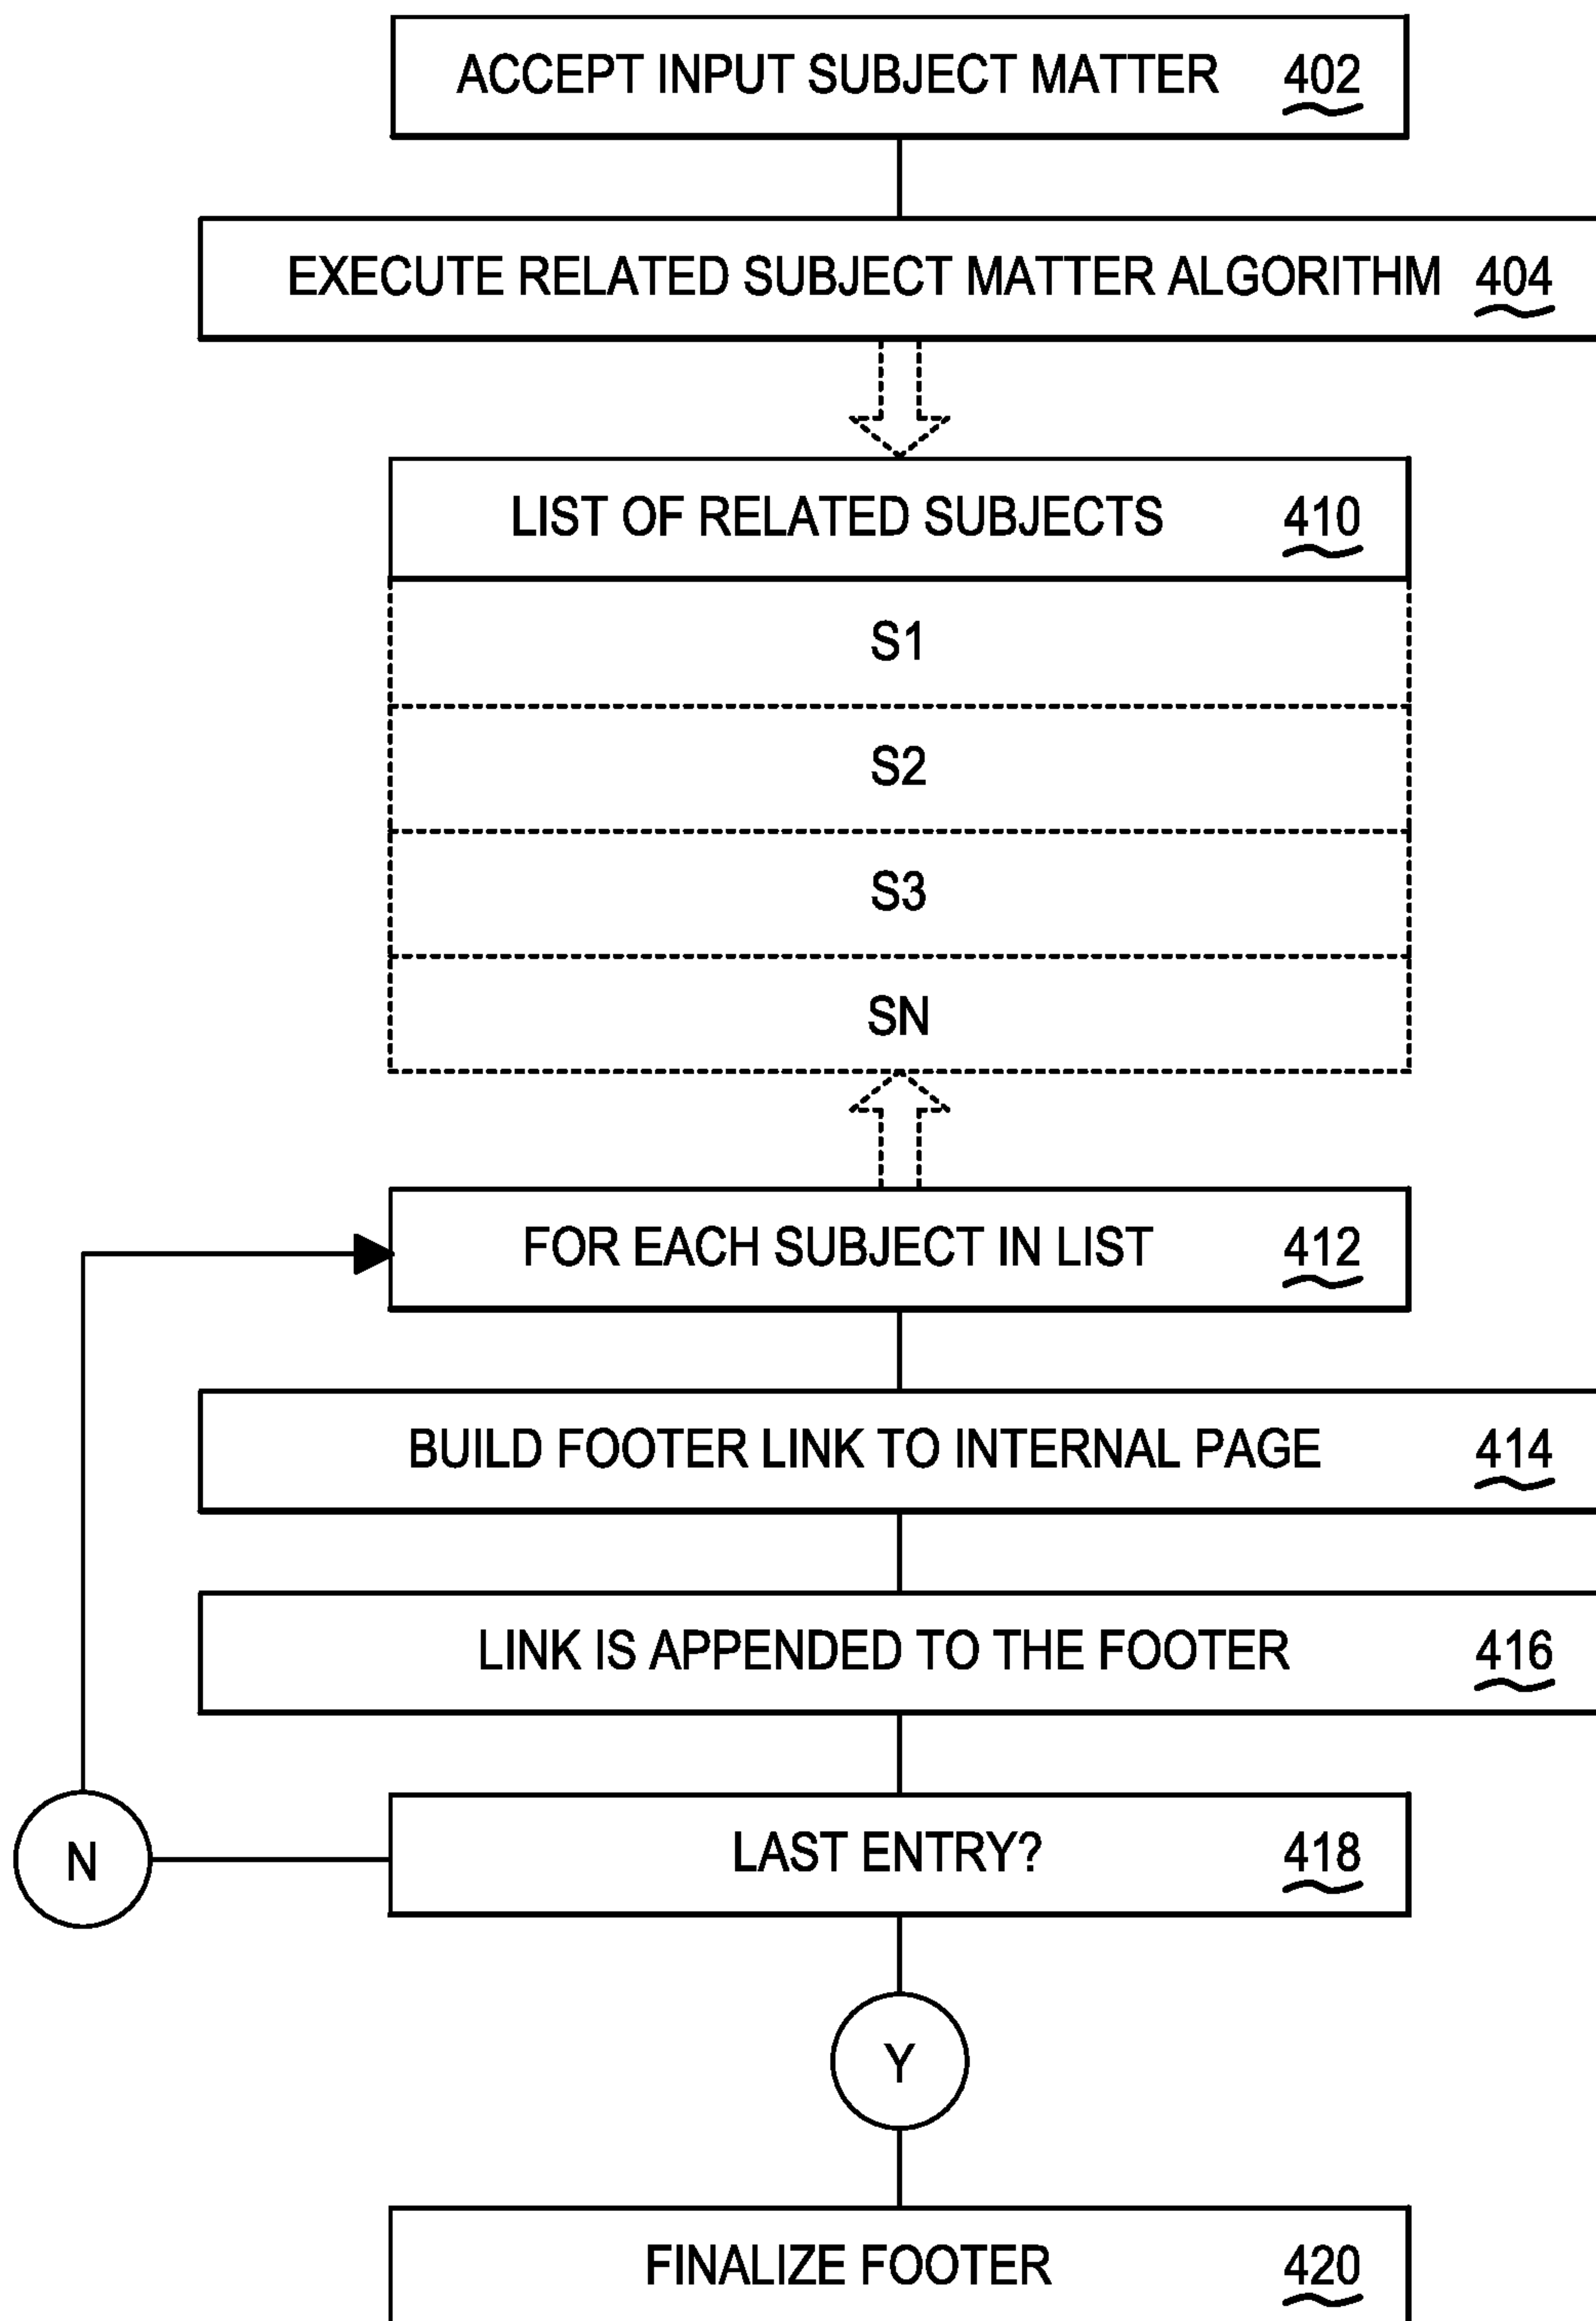 ACCEPT INPUT SUBJECT MATTER 402
EXECUTE RELATED SUBJECT MATTER ALGORITHM 404
LIST OF RELATED SUBJECTS 410
S1
S2
S3
SN
FOR EACH SUBJECT IN LIST 412
BUILD FOOTER LINK TO INTERNAL PAGE 414
LINK IS APPENDED TO THE FOOTER 416
N LAST ENTRY? 418
Y
FINALIZE FOOTER 420